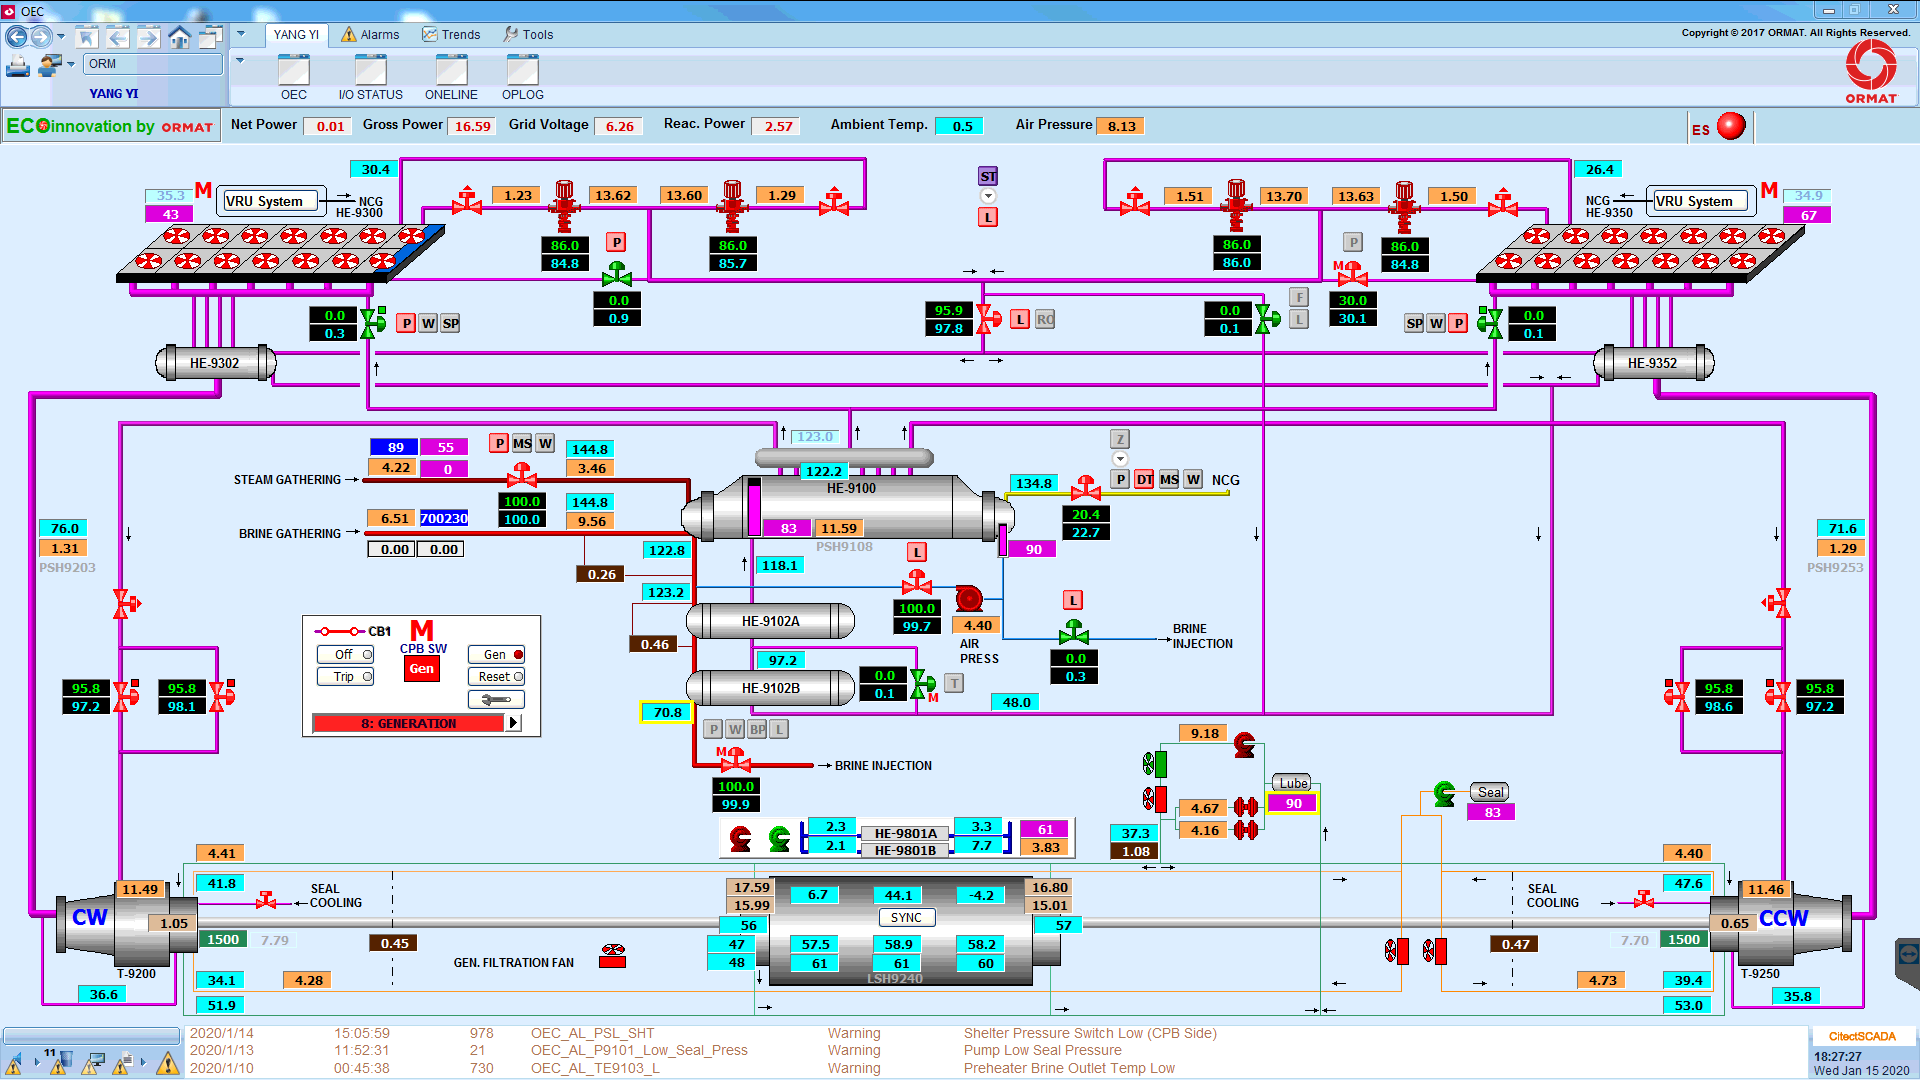 OEC
YANG YI
Alarms
Trends
Tools
Copyright © 2017 ORMAT. All Rights Reserved.
ORM
YANG YI
OEC
I/O STATUS
ONELINE
OPLOG
ORMAT
ECOinnovation by ORMAT
Net Power 0.01 Gross Power 16.59 Grid Voltage 6.26 Reac. Power 2.57 Ambient Temp. 0.5 Air Pressure 8.13
ES
30.4
26.4
35.3 M
43
VRU System
NCG
HE-9300
1.23 13.62 13.60 1.29
ST
L
1.51 13.70 13.63 1.50
NCG
HE-9350
VRU System
M 34.9
67
86.0
84.8
P
86.0
85.7
86.0
86.0
P
M
86.0
84.8
0.0
0.9
30.0
30.1
0.0
0.3
P W SP
95.9
97.8
L RO
0.0
0.1
F
L
SP W P
0.0
0.1
HE-9302
HE-9352
89 55
4.22 0
P MS W
144.8
3.46
123.0
122.2
HE-9100
STEAM GATHERING
100.0
100.0
144.8
9.56
6.51 700230
BRINE GATHERING
0.00 0.00
83 11.59
PSH9108
134.8
Z
P DT MS W NCG
20.4
22.7
90
76.0
1.31
PSH9203
71.6
1.29
PSH9253
122.8
0.26
118.1
123.2
L
100.0
99.7
4.40
AIR
PRESS
L
BRINE
INJECTION
0.0
0.3
HE-9102A
0.46
97.2
HE-9102B
0.0
0.1
M
T
48.0
70.8
P W BP L
M
BRINE INJECTION
100.0
99.9
CB1 M
CPB SW
Off
Trip
Gen
Gen
Reset
8: GENERATION
95.8
97.2
95.8
98.1
95.8
98.6
95.8
97.2
9.18
Lube
90
4.67
4.16
37.3
1.08
Seal
83
2.3 HE-9801A 3.3 61
2.1 HE-9801B 7.7 3.83
4.41
41.8
SEAL
COOLING
11.49
CW
1.05
1500 7.79
0.45
T-9200
34.1 4.28
36.6
51.9
GEN. FILTRATION FAN
17.59
15.99
56
47
48
6.7 44.1 -4.2
SYNC
57.5 58.9 58.2
61 61 60
LSH9240
16.80
15.01
57
4.40
47.6
SEAL
COOLING
11.46
CCW
0.65
7.70 1500
0.47
T-9250
4.73 39.4
35.8
53.0
2020/1/14 15:05:59 978 OEC_AL_PSL_SHT Warning Shelter Pressure Switch Low (CPB Side)
2020/1/13 11:52:31 21 OEC_AL_P9101_Low_Seal_Press Warning Pump Low Seal Pressure
2020/1/10 00:45:38 730 OEC_AL_TE9103_L Warning Preheater Brine Outlet Temp Low
11
CitectSCADA
18:27:27
Wed Jan 15 2020